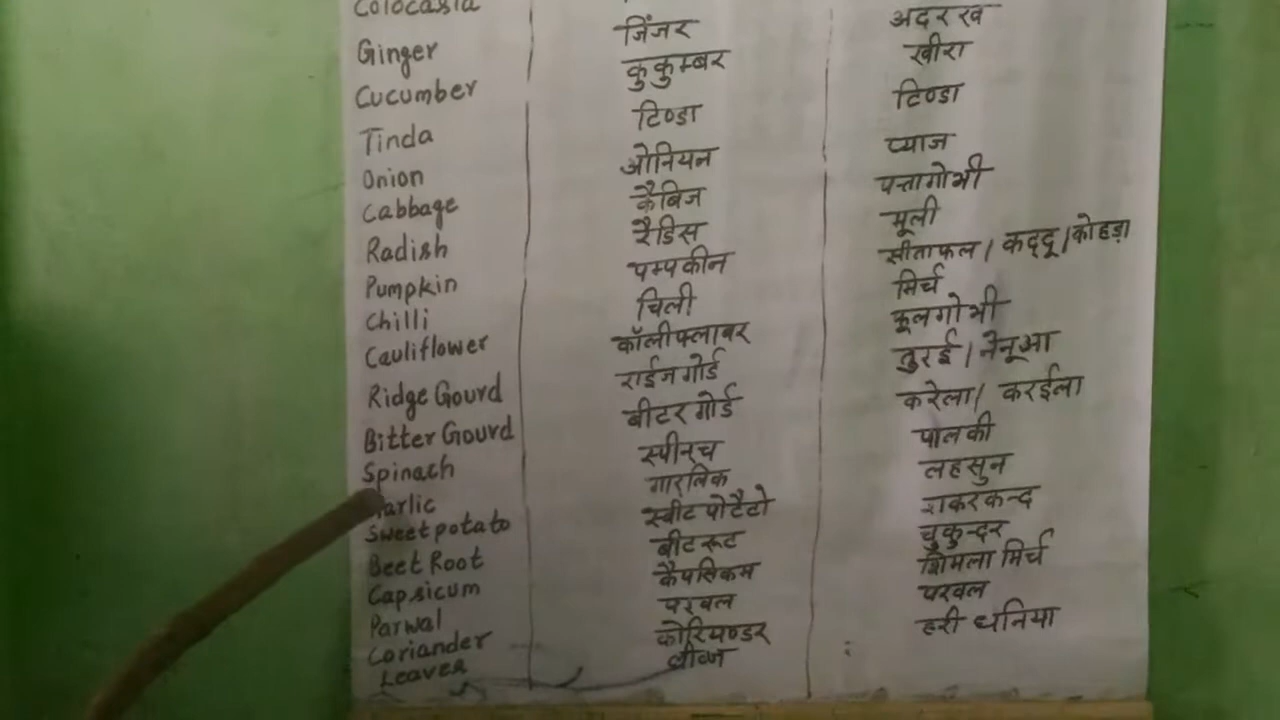 Colocasia
Ginger जिंजर अदरख
Cucumber कुकुम्बर खीरा
Tinda टिण्डा टिण्डा
Onion ओनियन प्याज
Cabbage कैबिज पत्तागोभी
Radish रैडिस मूली
Pumpkin पम्पकीन सीताफल / कद्दू / कोहड़ा
Chilli चिली मिर्च
Cauliflower कॉलीफ्लावर फूलगोभी
Ridge Gourd राईज गोर्ड तुरई / नेनूआ
Bitter Gourd बीटर गोर्ड करेला / करईला
Spinach स्पीनच पालकी
arlic गारलिक लहसुन
Sweet potato स्वीट पोटैटो शकरकन्द
Beet Root बीटरूट चुकुन्दर
Capsicum कैपसिकम शिमला मिर्च
Parwal परवल परवल
Coriander कोरियण्डर हरी धनिया
Leaves लीव्ज